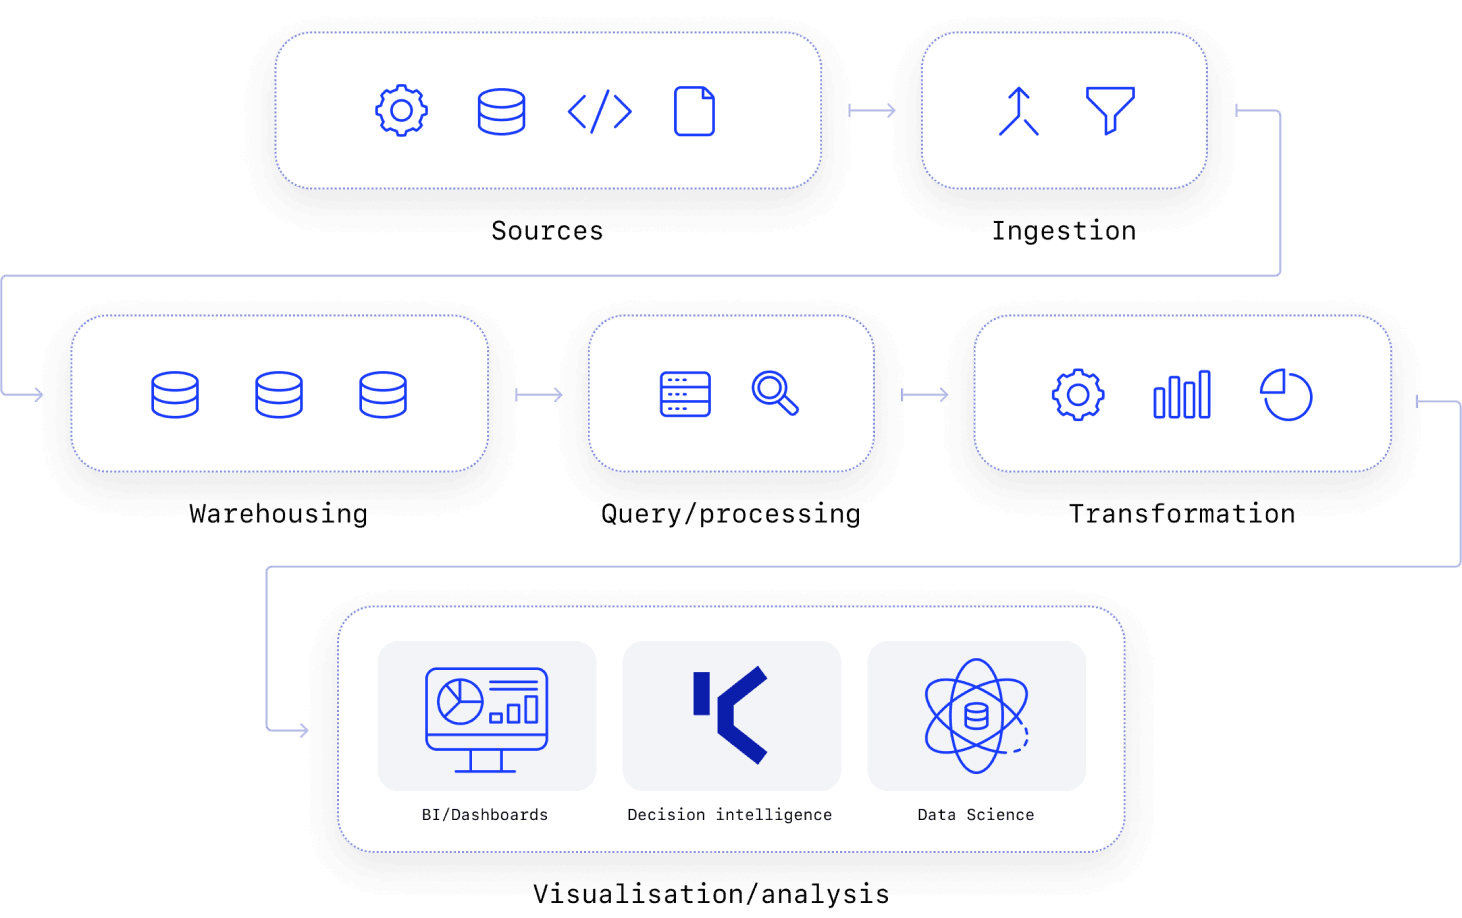 Sources
Ingestion
Warehousing
Query/processing
Transformation
BI/Dashboards
Decision intelligence
Data Science
Visualisation/analysis